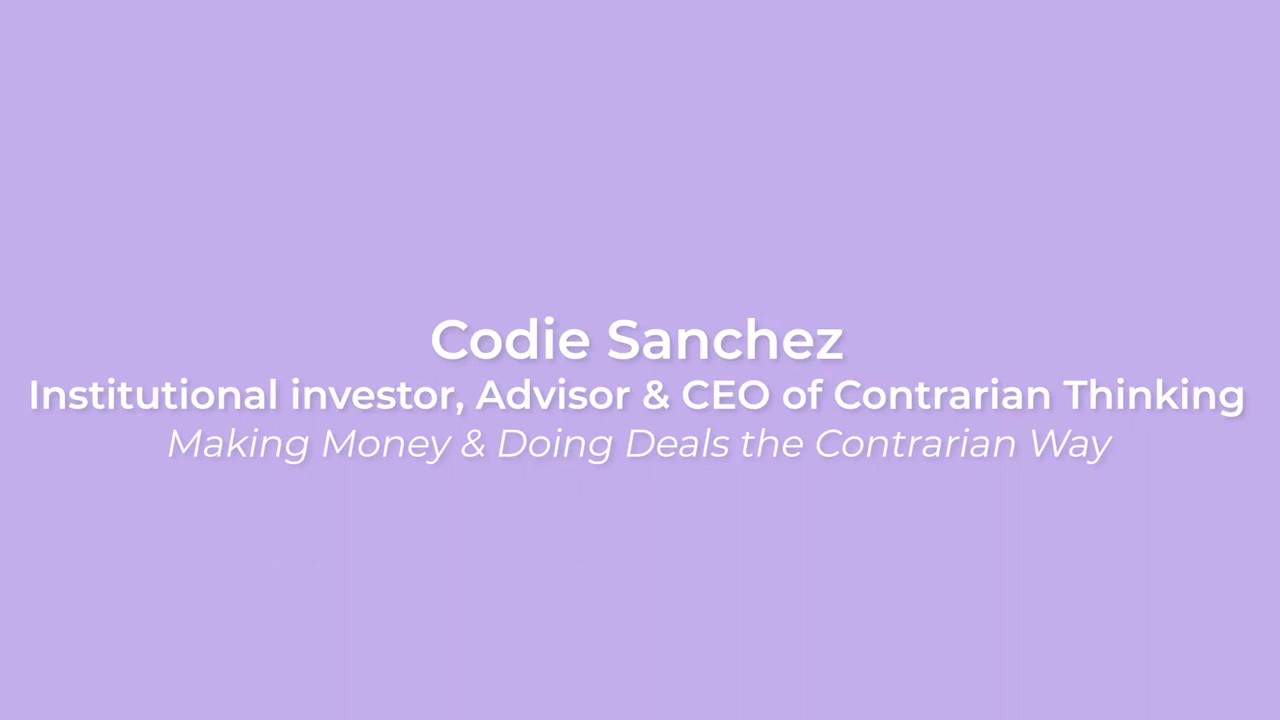 Codie Sanchez
Institutional investor, Advisor & CEO of Contrarian Thinking
Making Money & Doing Deals the Contrarian Way